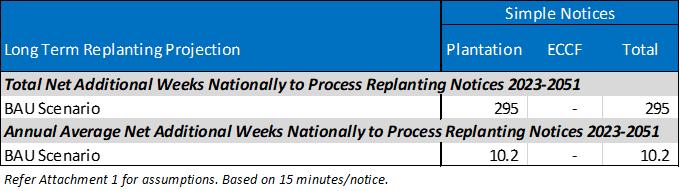 Simple Notices
Long Term Replanting Projection Plantation ECCF Total
Total Net Additional Weeks Nationally to Process Replanting Notices 2023-2051
BAU Scenario 295 - 295
Annual Average Net Additional Weeks Nationally to Process Replanting Notices 2023-2051
BAU Scenario 10.2 - 10.2
Refer Attachment 1 for assumptions. Based on 15 minutes/notice.